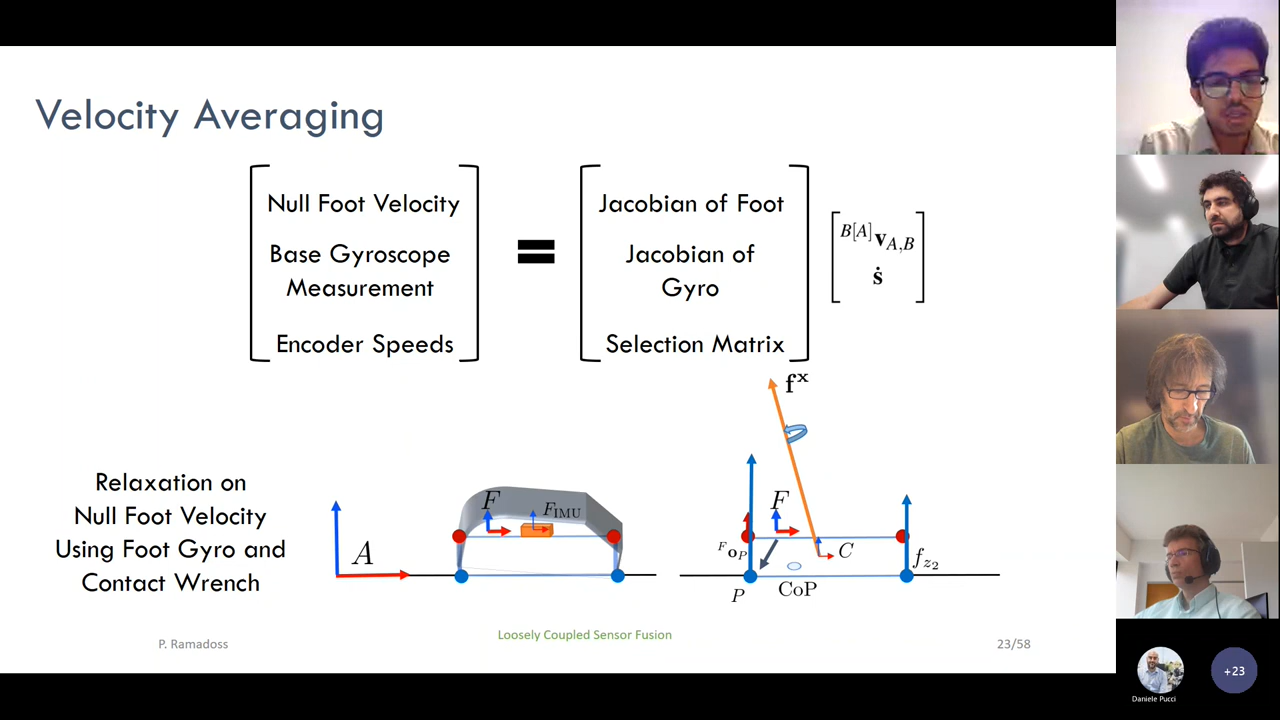 Velocity Averaging
Null Foot Velocity
Base Gyroscope
Measurement
Encoder Speeds
=
Jacobian of Foot
Jacobian of
Gyro
Selection Matrix
B[A]vA,B
ṡ
Relaxation on
Null Foot Velocity
Using Foot Gyro and
Contact Wrench
A
F
FIMU
fx
F
FoP
C
P
CoP
fz2
P. Ramadoss
Loosely Coupled Sensor Fusion
23/58
Daniele Pucci
+23